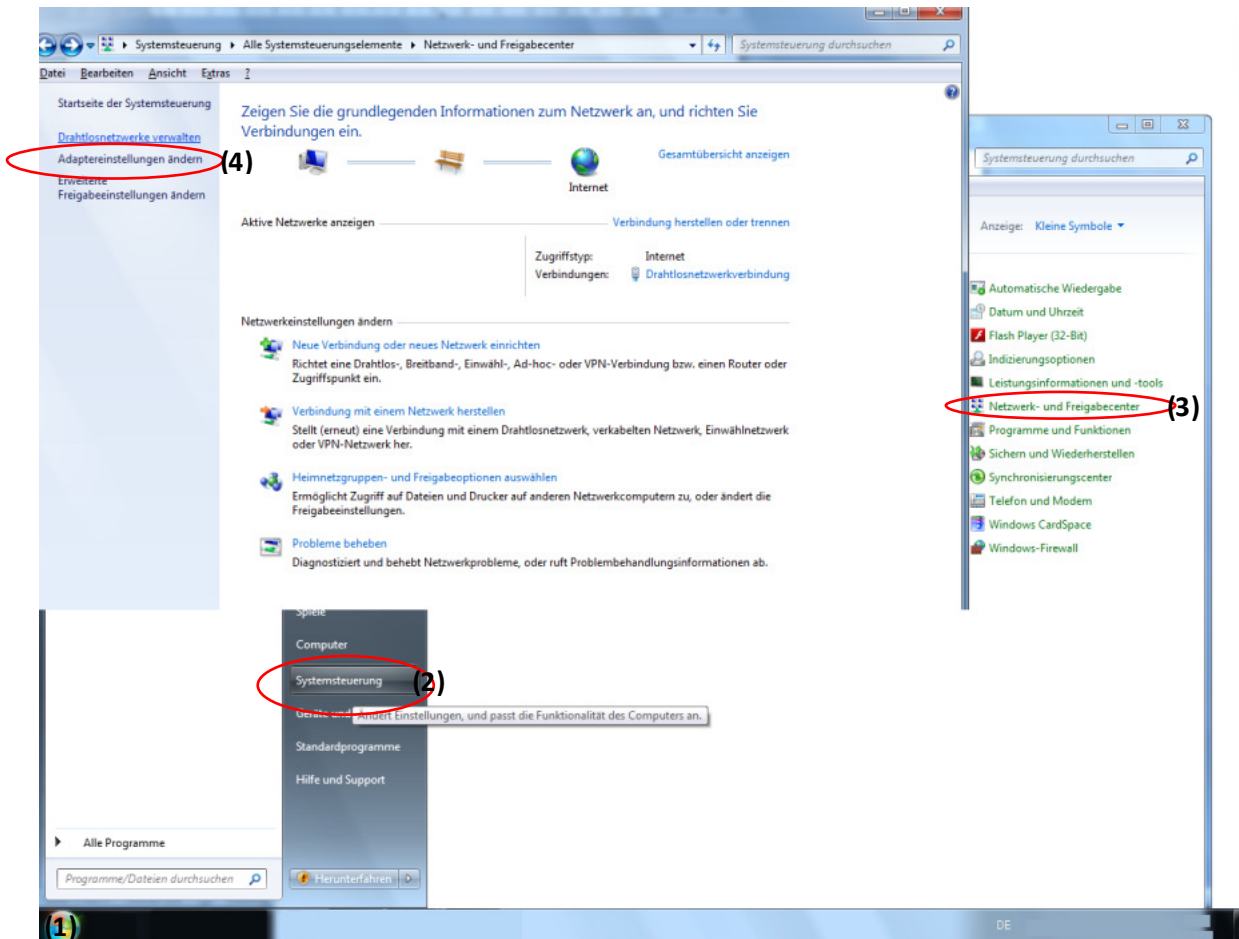 Systemsteuerung ▸ Alle Systemsteuerungselemente ▸ Netzwerk- und Freigabecenter
Systemsteuerung durchsuchen
Datei Bearbeiten Ansicht Extras ?
Startseite der Systemsteuerung
Drahtlosnetzwerke verwalten
Adaptereinstellungen ändern
(4)
Erweiterte
Freigabeeinstellungen ändern
Zeigen Sie die grundlegenden Informationen zum Netzwerk an, und richten Sie
Verbindungen ein.
Gesamtübersicht anzeigen
Internet
Aktive Netzwerke anzeigen
Verbindung herstellen oder trennen
Zugriffstyp: Internet
Verbindungen: Drahtlosnetzwerkverbindung
Netzwerkeinstellungen ändern
Neue Verbindung oder neues Netzwerk einrichten
Richtet eine Drahtlos-, Breitband-, Einwähl-, Ad-hoc- oder VPN-Verbindung bzw. einen Router oder
Zugriffspunkt ein.
Verbindung mit einem Netzwerk herstellen
Stellt (erneut) eine Verbindung mit einem Drahtlosnetzwerk, verkabelten Netzwerk, Einwählnetzwerk
oder VPN-Netzwerk her.
Heimnetzgruppen- und Freigabeoptionen auswählen
Ermöglicht Zugriff auf Dateien und Drucker auf anderen Netzwerkcomputern zu, oder ändert die
Freigabeeinstellungen.
Probleme beheben
Diagnostiziert und behebt Netzwerkprobleme, oder ruft Problembehandlungsinformationen ab.
Systemsteuerung durchsuchen
Anzeige: Kleine Symbole
Automatische Wiedergabe
Datum und Uhrzeit
Flash Player (32-Bit)
Indizierungsoptionen
Leistungsinformationen und -tools
Netzwerk- und Freigabecenter
(3)
Programme und Funktionen
Sichern und Wiederherstellen
Synchronisierungscenter
Telefon und Modem
Windows CardSpace
Windows-Firewall
Spiele
Computer
Systemsteuerung
(2)
Geräte und
Ändert Einstellungen, und passt die Funktionalität des Computers an.
Standardprogramme
Hilfe und Support
Alle Programme
Programme/Dateien durchsuchen
Herunterfahren
(1)
DE